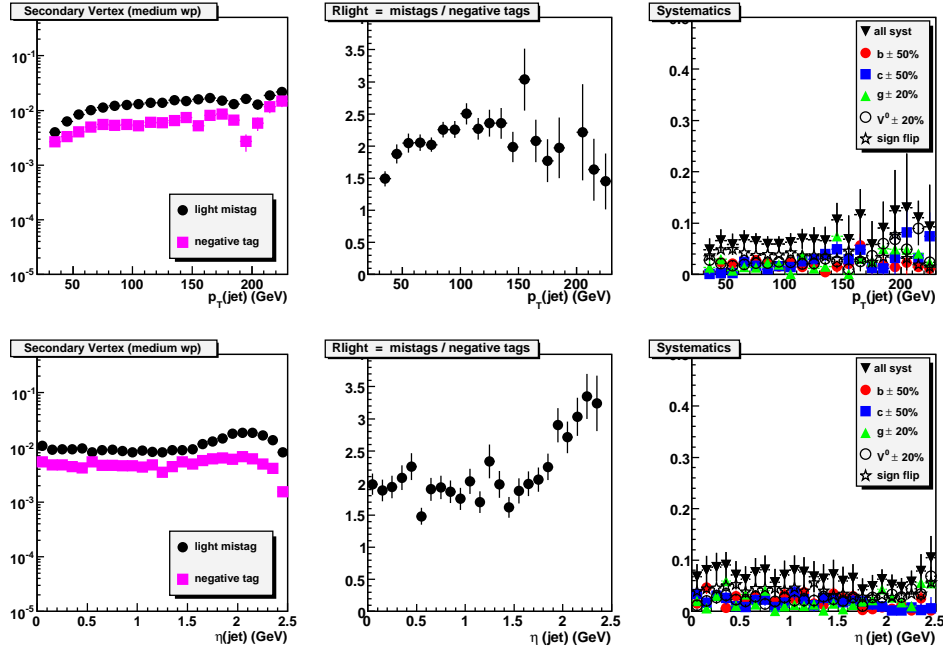 Secondary Vertex (medium wp)
10⁻¹
10⁻²
10⁻³
10⁻⁴
10⁻⁵
light mistag
negative tag
50 100 150 200
p_T(jet) (GeV)
Rlight = mistags / negative tags
4
3.5
3
2.5
2
1.5
1
0.5
0
50 100 150 200
p_T(jet) (GeV)
Systematics
0.5
0.4
0.3
0.2
0.1
0
all syst
b ± 50%
c ± 50%
g ± 20%
V⁰ ± 20%
sign flip
50 100 150 200
p_T(jet) (GeV)
Secondary Vertex (medium wp)
10⁻¹
10⁻²
10⁻³
10⁻⁴
10⁻⁵
light mistag
negative tag
0 0.5 1 1.5 2 2.5
η(jet) (GeV)
Rlight = mistags / negative tags
4
3.5
3
2.5
2
1.5
1
0.5
0
0 0.5 1 1.5 2 2.5
η (jet) (GeV)
Systematics
0.5
0.4
0.3
0.2
0.1
0
all syst
b ± 50%
c ± 50%
g ± 20%
V⁰ ± 20%
sign flip
0 0.5 1 1.5 2 2.5
η (jet) (GeV)